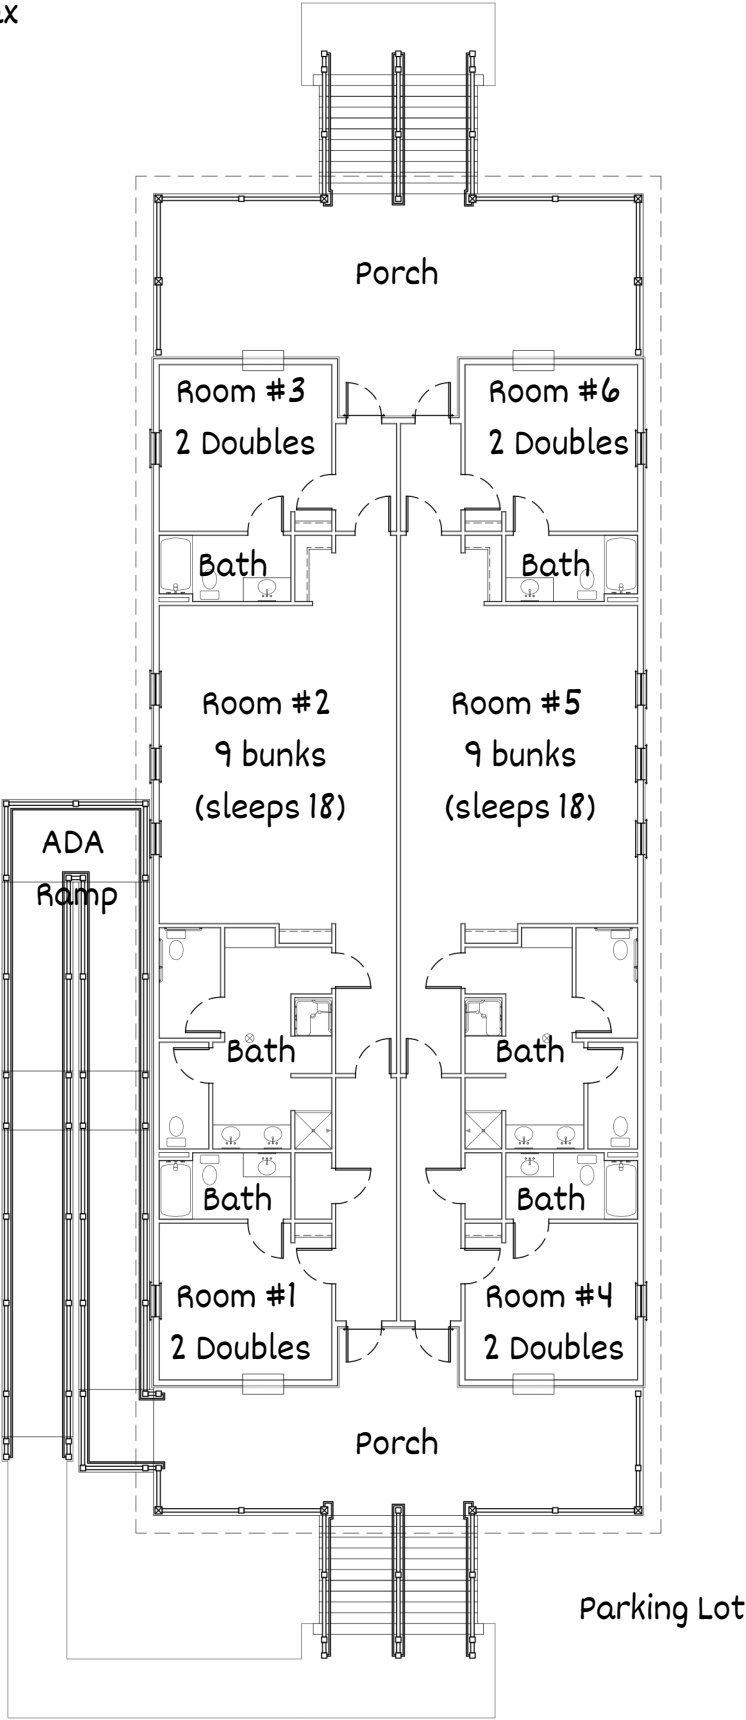 Porch
Room #3
2 Doubles
Room #6
2 Doubles
Bath
Bath
Room #2
9 bunks
(sleeps 18)
Room #5
9 bunks
(sleeps 18)
ADA
Ramp
Bath
Bath
Bath
Bath
Room #1
2 Doubles
Room #4
2 Doubles
Porch
Parking Lot